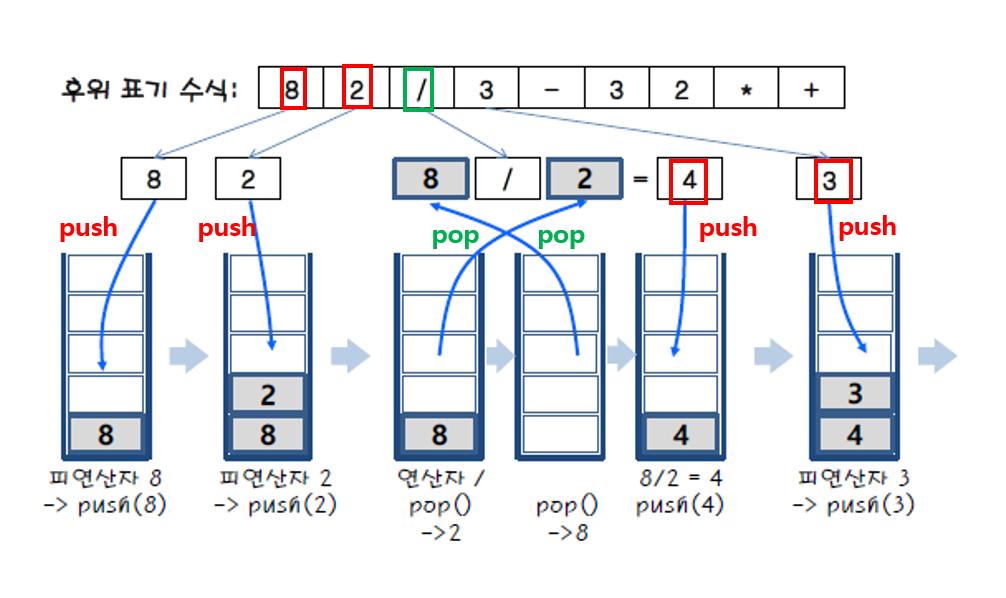 후위 표기 수식: 8 2 / 3 - 3 2 * +
8 2 8 / 2 = 4 3
push push pop pop push push
2 3
8 8 8 4 4
피연산자 8 피연산자 2 연산자 / 8/2 = 4 피연산자 3
-> push(8) -> push(2) pop() pop() push(4) -> push(3)
->2 ->8